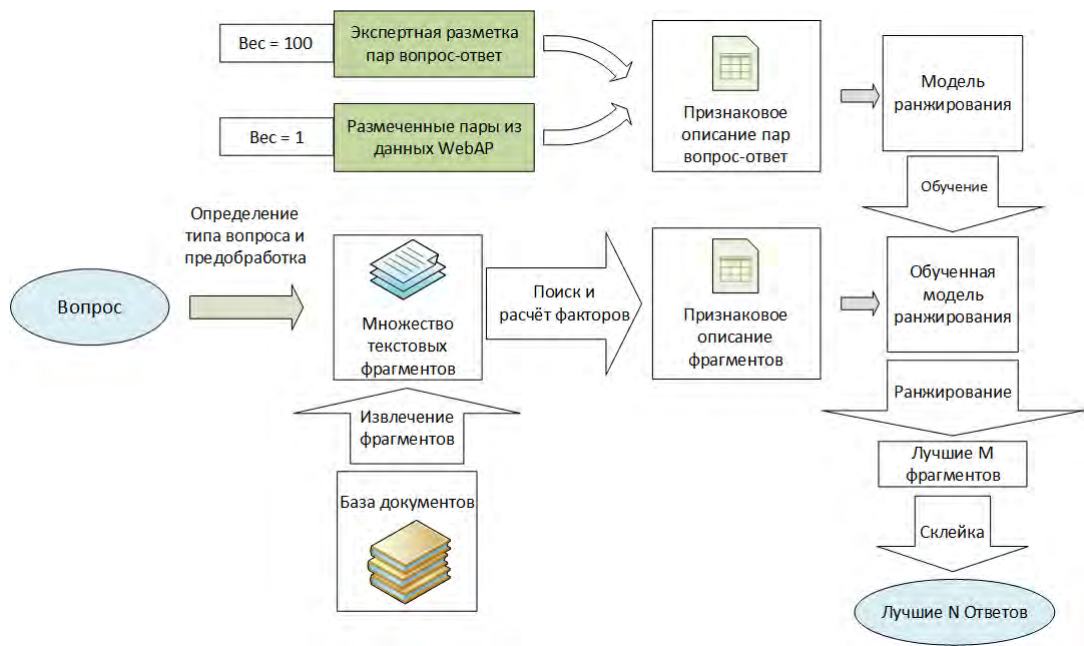 Вес = 100
Экспертная разметка
пар вопрос-ответ
Вес = 1
Размеченные пары из
данных WebAP
Признаковое
описание пар
вопрос-ответ
Модель
ранжирования
Обучение
Определение
типа вопроса и
предобработка
Вопрос
Множество
текстовых
фрагментов
Поиск и
расчёт факторов
Признаковое
описание
фрагментов
Обученная
модель
ранжирования
Извлечение
фрагментов
База документов
Ранжирование
Лучшие M
фрагментов
Склейка
Лучшие N Ответов